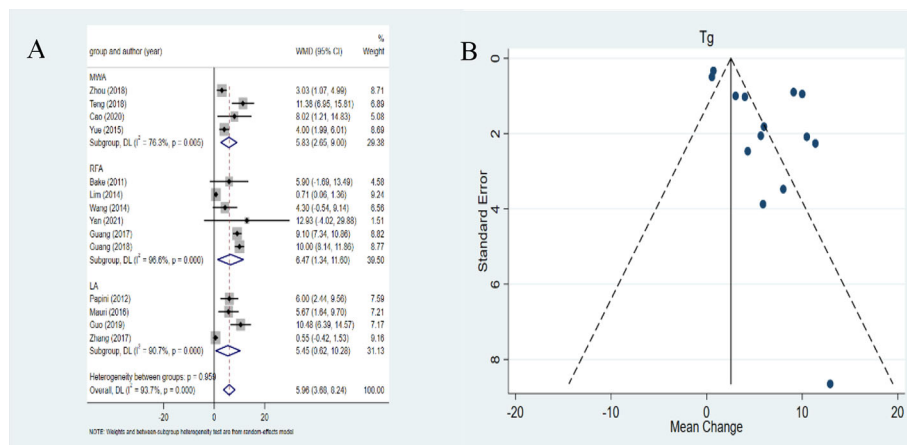 A
%
group and author (year) WMD (95% CI) Weight
MWA
Zhou (2018) 3.03 (1.07, 4.99) 8.71
Teng (2018) 11.38 (6.95, 15.81) 6.89
Cao (2020) 8.02 (1.21, 14.83) 5.08
Yue (2015) 4.00 (1.99, 6.01) 8.69
Subgroup, DL (I² = 76.3%, p = 0.005) 5.83 (2.65, 9.00) 29.38
RFA
Bake (2011) 5.90 (-1.69, 13.49) 4.58
Lim (2014) 0.71 (0.06, 1.36) 9.24
Wang (2014) 4.30 (-0.54, 9.14) 6.56
Yan (2021) 12.93 (-4.02, 29.88) 1.51
Guang (2017) 9.10 (7.34, 10.86) 8.82
Guang (2018) 10.00 (8.14, 11.86) 8.77
Subgroup, DL (I² = 96.6%, p = 0.000) 6.47 (1.34, 11.60) 39.50
LA
Papini (2012) 6.00 (2.44, 9.56) 7.59
Mauri (2016) 5.67 (1.64, 9.70) 7.21
Guo (2019) 10.48 (6.39, 14.57) 7.17
Zhang (2017) 0.55 (-0.42, 1.53) 9.16
Subgroup, DL (I² = 90.7%, p = 0.000) 5.45 (0.62, 10.28) 31.13
Heterogeneity between groups: p = 0.959
Overall, DL (I² = 93.7%, p = 0.000) 5.96 (3.68, 8.24) 100.00
-20 0 20
NOTE: Weights and between-subgroup heterogeneity test are from random-effects model
B
Tg
Standard Error
0
2
4
6
8
-20 -10 0 10 20
Mean Change